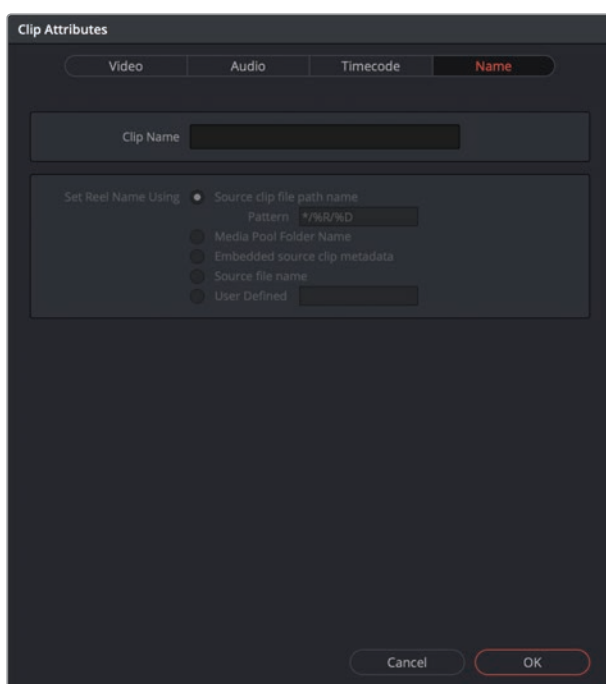 Clip Attributes
Video Audio Timecode Name
Clip Name
Set Reel Name Using Source clip file path name
Pattern */%R/%D
Media Pool Folder Name
Embedded source clip metadata
Source file name
User Defined
Cancel OK